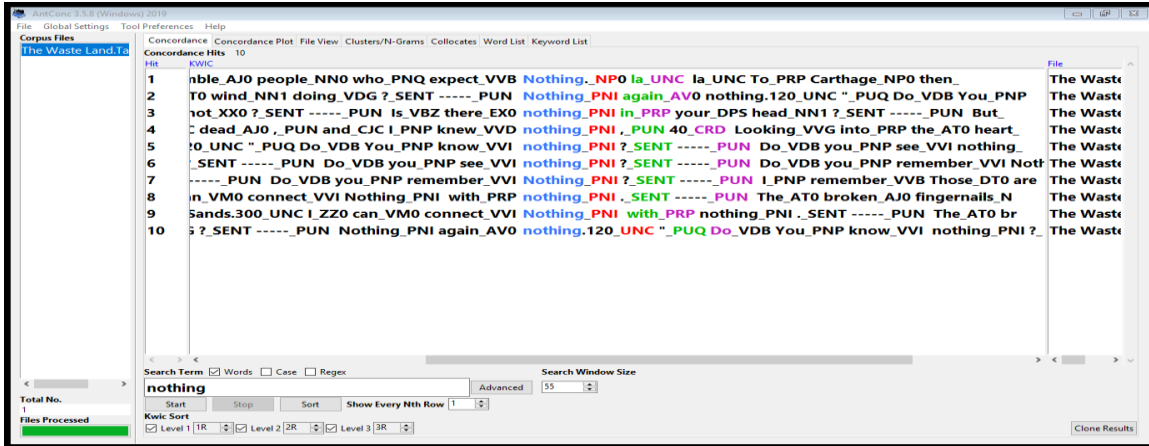 AntConc 3.5.8 (Windows) 2019
File Global Settings Tool Preferences Help
Corpus Files
The Waste Land.Ta
Concordance Concordance Plot File View Clusters/N-Grams Collocates Word List Keyword List
Concordance Hits 10
Hit KWIC File
1 nble_AJ0 people_NN0 who_PNQ expect_VVB Nothing._NP0 la_UNC la_UNC To_PRP Carthage_NP0 then_ The Waste
2 T0 wind_NN1 doing_VDG ?_SENT -----_PUN Nothing_PNI again_AV0 nothing.120_UNC "_PUQ Do_VDB You_PNP The Waste
3 not_XX0 ?_SENT -----_PUN Is_VBZ there_EX0 nothing_PNI in_PRP your_DPS head_NN1 ?_SENT -----_PUN But_ The Waste
4 C dead_AJ0 ,_PUN and_CJC I_PNP knew_VVD nothing_PNI ,_PUN 40_CRD Looking_VVG into_PRP the_AT0 heart_ The Waste
5 20_UNC "_PUQ Do_VDB You_PNP know_VVI nothing_PNI ?_SENT -----_PUN Do_VDB you_PNP see_VVI nothing_ The Waste
6 '_SENT -----_PUN Do_VDB you_PNP see_VVI nothing_PNI ?_SENT -----_PUN Do_VDB you_PNP remember_VVI Noth The Waste
7 ----_PUN Do_VDB you_PNP remember_VVI Nothing_PNI ?_SENT -----_PUN I_PNP remember_VVB Those_DT0 are The Waste
8 n_VM0 connect_VVI Nothing_PNI with_PRP nothing_PNI ._SENT -----_PUN The_AT0 broken_AJ0 fingernails_N The Waste
9 Sands.300_UNC I_ZZ0 can_VM0 connect_VVI Nothing_PNI with_PRP nothing_PNI ._SENT -----_PUN The_AT0 br The Waste
10 G ?_SENT -----_PUN Nothing_PNI again_AV0 nothing.120_UNC "_PUQ Do_VDB You_PNP know_VVI nothing_PNI ?_ The Waste
Search Term Words Case Regex Search Window Size
nothing Advanced 55
Total No.
1
Start Stop Sort Show Every Nth Row 1
Files Processed
Kwic Sort
Level 1 1R Level 2 2R Level 3 3R Clone Results